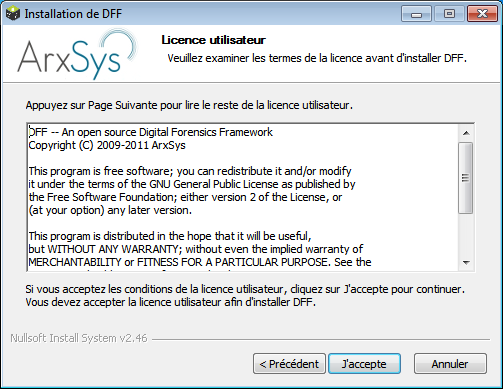 Installation de DFF
ArxSys
Licence utilisateur
Veuillez examiner les termes de la licence avant d'installer DFF.
Appuyez sur Page Suivante pour lire le reste de la licence utilisateur.
DFF -- An open source Digital Forensics Framework
Copyright (C) 2009-2011 ArxSys
This program is free software; you can redistribute it and/or modify
it under the terms of the GNU General Public License as published by
the Free Software Foundation; either version 2 of the License, or
(at your option) any later version.
This program is distributed in the hope that it will be useful,
but WITHOUT ANY WARRANTY; without even the implied warranty of
MERCHANTABILITY or FITNESS FOR A PARTICULAR PURPOSE. See the
Si vous acceptez les conditions de la licence utilisateur, cliquez sur J'accepte pour continuer.
Vous devez accepter la licence utilisateur afin d'installer DFF.
Nullsoft Install System v2.46
< Précédent
J'accepte
Annuler